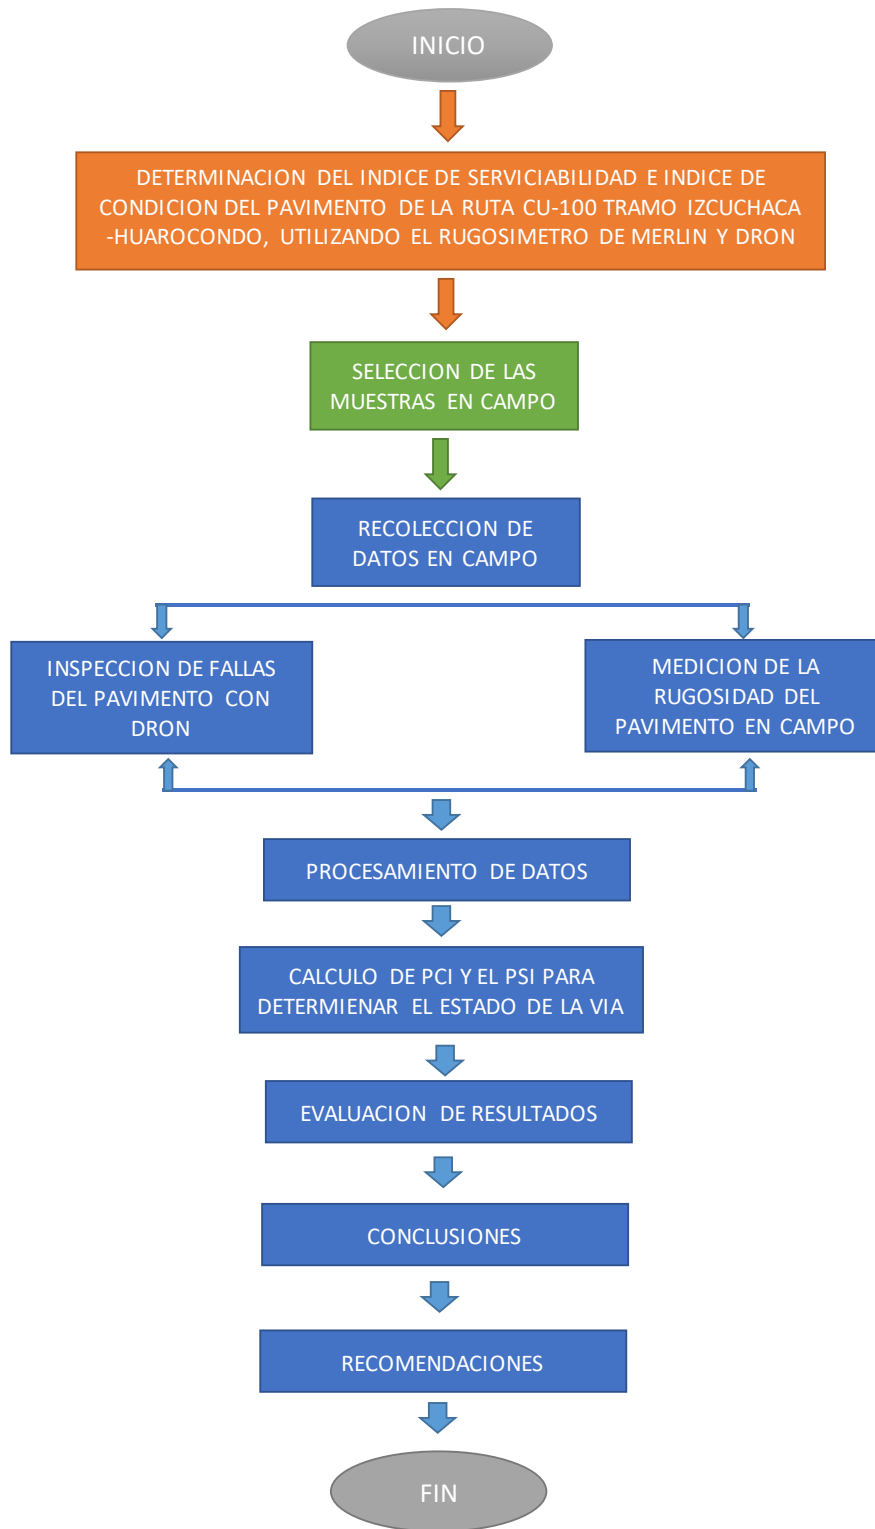 INICIO
DETERMINACION DEL INDICE DE SERVICIABILIDAD E INDICE DE
CONDICION DEL PAVIMENTO DE LA RUTA CU-100 TRAMO IZCUCHACA
-HUAROCONDO, UTILIZANDO EL RUGOSIMETRO DE MERLIN Y DRON
SELECCION DE LAS
MUESTRAS EN CAMPO
RECOLECCION DE
DATOS EN CAMPO
INSPECCION DE FALLAS
DEL PAVIMENTO CON
DRON
MEDICION DE LA
RUGOSIDAD DEL
PAVIMENTO EN CAMPO
PROCESAMIENTO DE DATOS
CALCULO DE PCI Y EL PSI PARA
DETERMIENAR EL ESTADO DE LA VIA
EVALUACION DE RESULTADOS
CONCLUSIONES
RECOMENDACIONES
FIN